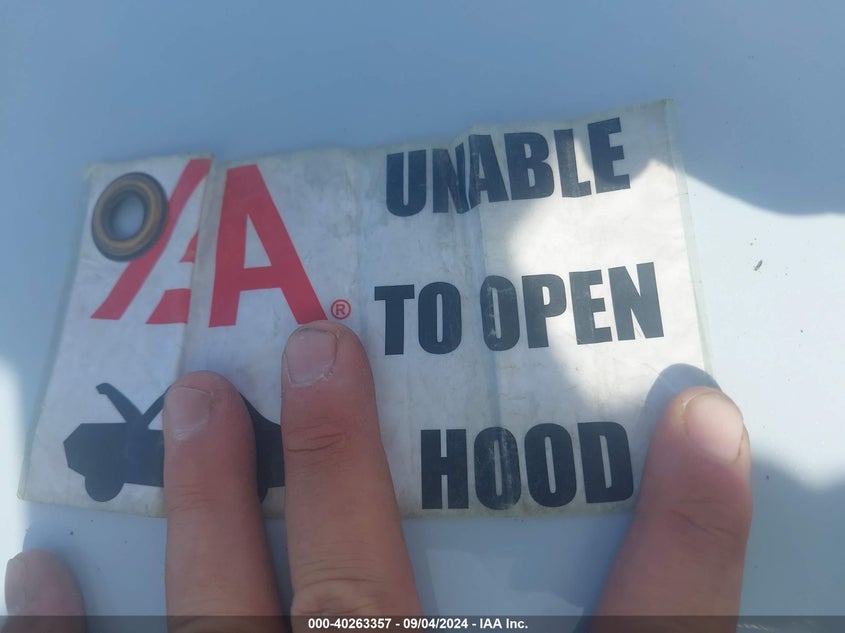 IAA®
UNABLE
TO OPEN
HOOD
000-40263357 - 09/04/2024 - IAA Inc.